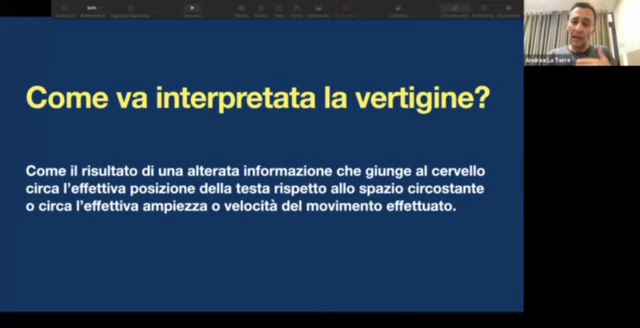 Come va interpretata la vertigine?
Come il risultato di una alterata informazione che giunge al cervello
circa l'effettiva posizione della testa rispetto allo spazio circostante
o circa l'effettiva ampiezza o velocità del movimento effettuato.
Andrea La Torre